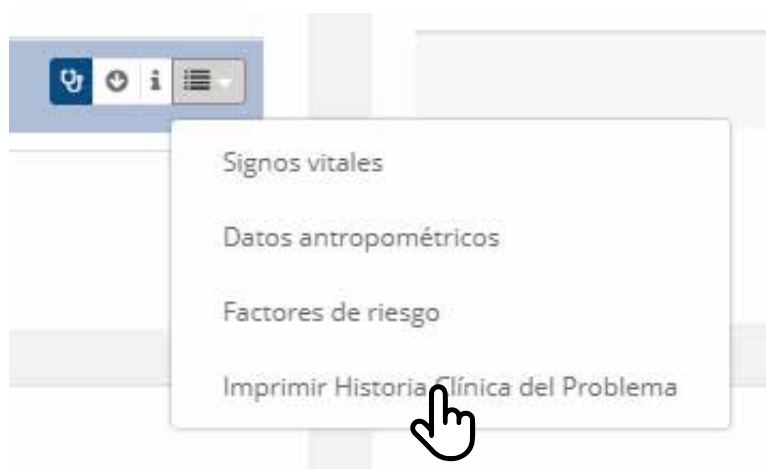 Signos vitales
Datos antropométricos
Factores de riesgo
Imprimir Historia Clínica del Problema